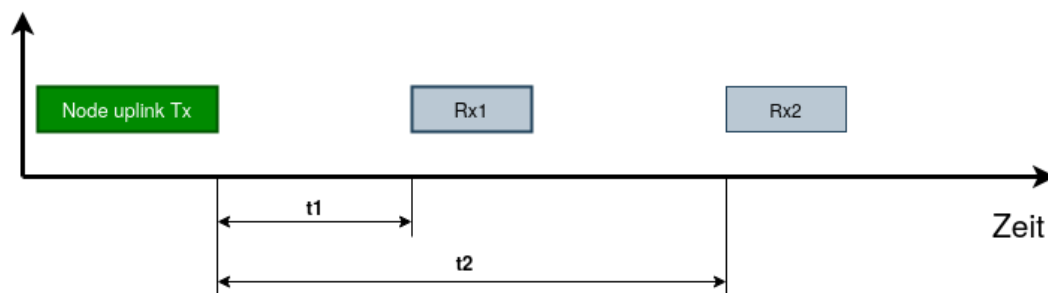 Node uplink Tx
Rx1
Rx2
t1
Zeit
t2